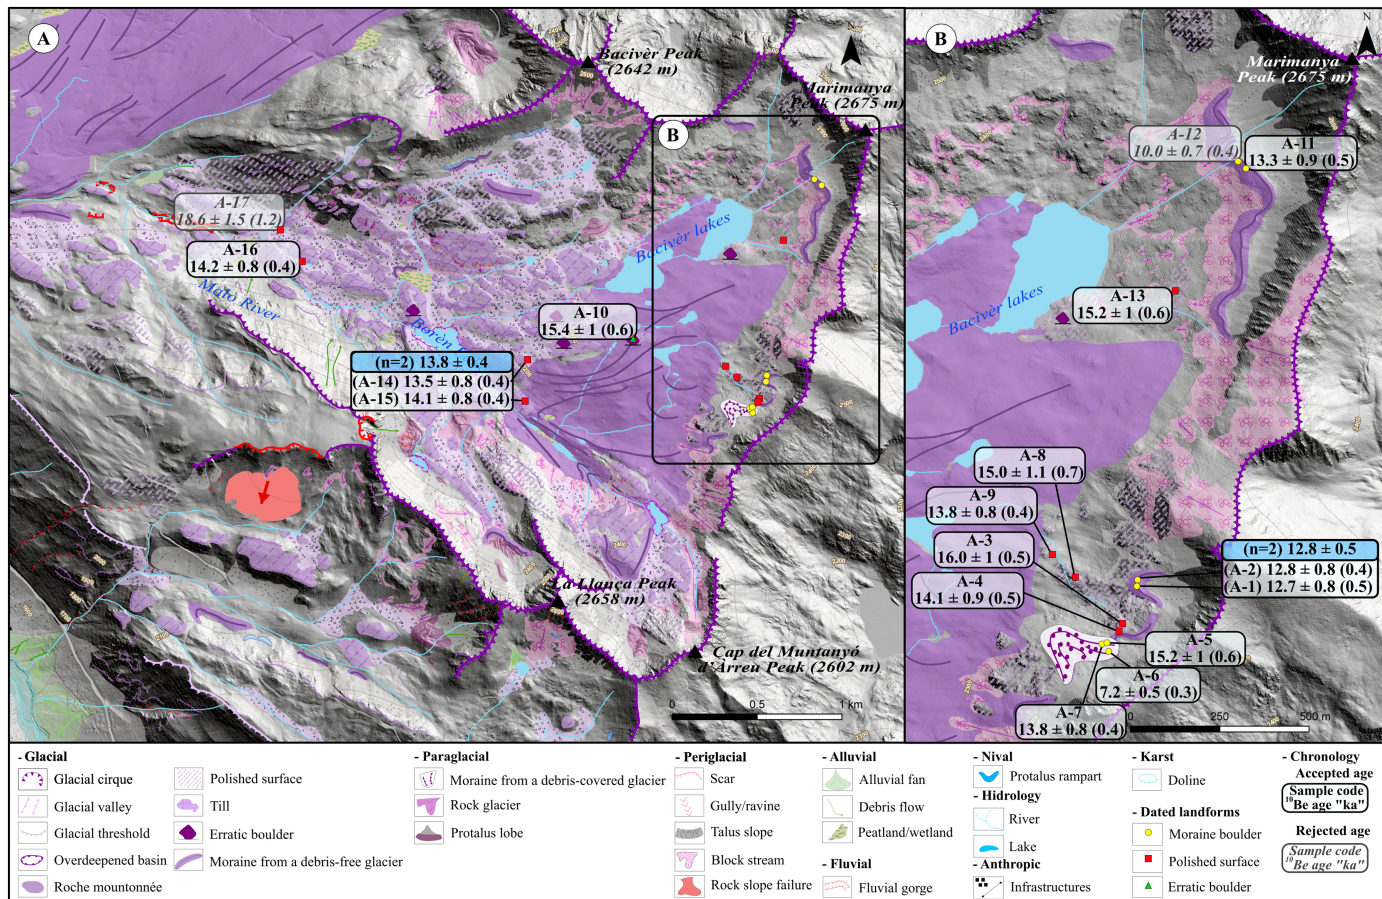 A
Bacivèr Peak
(2642 m)
Marimanya
Peak (2675 m)
N
B
A-17
18.6 ± 1.5 (1.2)
A-16
14.2 ± 0.8 (0.4)
Bacivèr lakes
A-10
15.4 ± 1 (0.6)
(n=2) 13.8 ± 0.4
(A-14) 13.5 ± 0.8 (0.4)
(A-15) 14.1 ± 0.8 (0.4)
La Llança Peak
(2658 m)
Cap del Muntanyó
d'Àrreu Peak (2602 m)
0 0.5 1 km
B
N
Marimanya
Peak (2675 m)
A-12
10.0 ± 0.7 (0.4)
A-11
13.3 ± 0.9 (0.5)
Bacivèr lakes
A-13
15.2 ± 1 (0.6)
A-8
15.0 ± 1.1 (0.7)
A-9
13.8 ± 0.8 (0.4)
A-3
16.0 ± 1 (0.5)
A-4
14.1 ± 0.9 (0.5)
(n=2) 12.8 ± 0.5
(A-2) 12.8 ± 0.8 (0.4)
(A-1) 12.7 ± 0.8 (0.5)
A-5
15.2 ± 1 (0.6)
A-6
7.2 ± 0.5 (0.3)
A-7
13.8 ± 0.8 (0.4)
0 250 500 m
- Glacial
Glacial cirque
Glacial valley
Glacial threshold
Overdeepened basin
Roche mountonnée
Polished surface
Till
Erratic boulder
Moraine from a debris-free glacier
- Paraglacial
Moraine from a debris-covered glacier
Rock glacier
Protalus lobe
- Periglacial
Scar
Gully/ravine
Talus slope
Block stream
Rock slope failure
- Alluvial
Alluvial fan
Debris flow
Peatland/wetland
- Fluvial
Fluvial gorge
- Nival
Protalus rampart
- Hidrology
River
Lake
- Anthropic
Infrastructures
- Karst
Doline
- Dated landforms
Moraine boulder
Polished surface
Erratic boulder
- Chronology
Accepted age
Sample code
¹⁰Be age "ka"
Rejected age
Sample code
¹⁰Be age "ka"